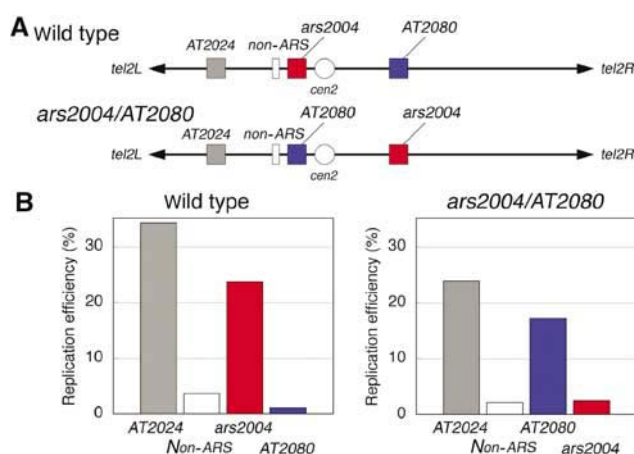 A Wild type
ars2004
AT2080
AT2024 non-ARS
tel2L
tel2R
cen2
ars2004/AT2080
AT2080
ars2004
AT2024 non-ARS
tel2L
tel2R
cen2
B
Wild type
Replication efficiency (%)
30
20
10
0
AT2024 ars2004
Non-ARS AT2080
ars2004/AT2080
Replication efficiency (%)
30
20
10
0
AT2024 AT2080
Non-ARS ars2004